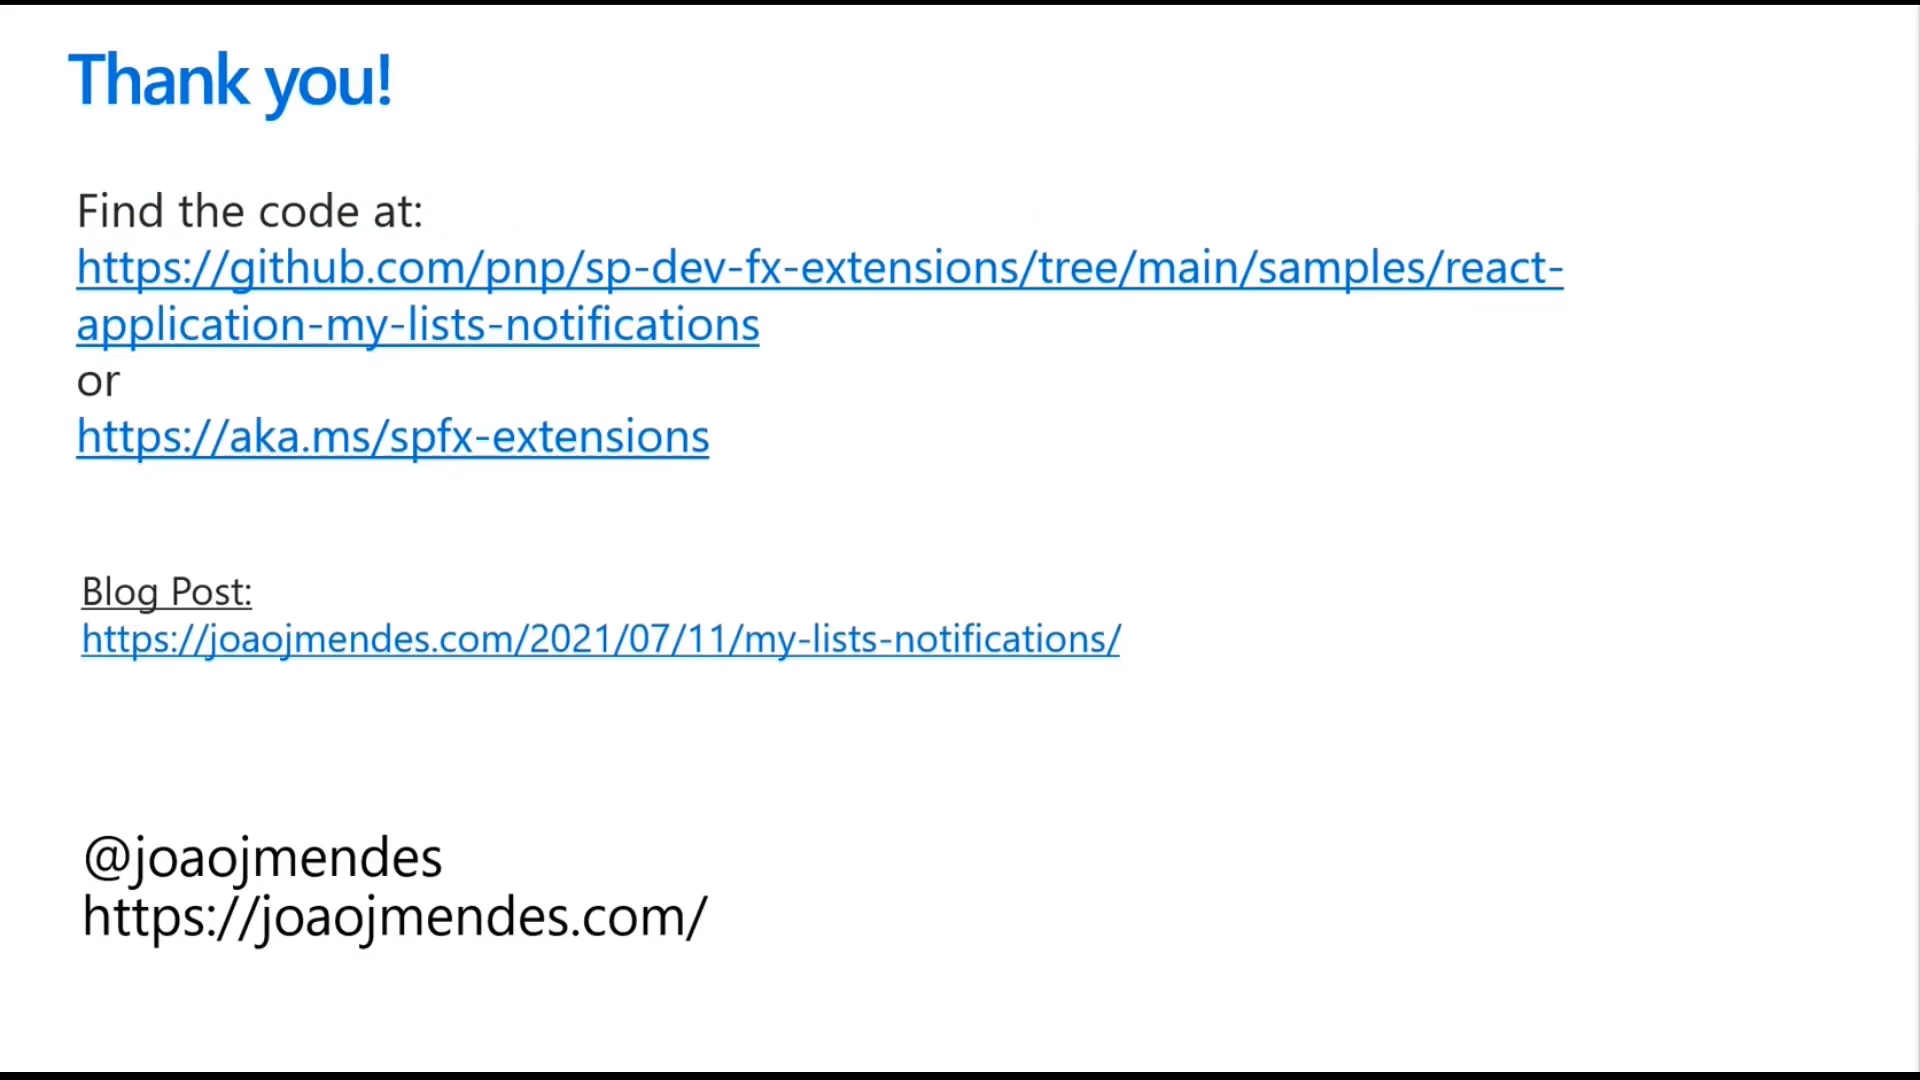 Thank you!
Find the code at:
https://github.com/pnp/sp-dev-fx-extensions/tree/main/samples/react-
application-my-lists-notifications
or
https://aka.ms/spfx-extensions
Blog Post:
https://joaojmendes.com/2021/07/11/my-lists-notifications/
@joaojmendes
https://joaojmendes.com/